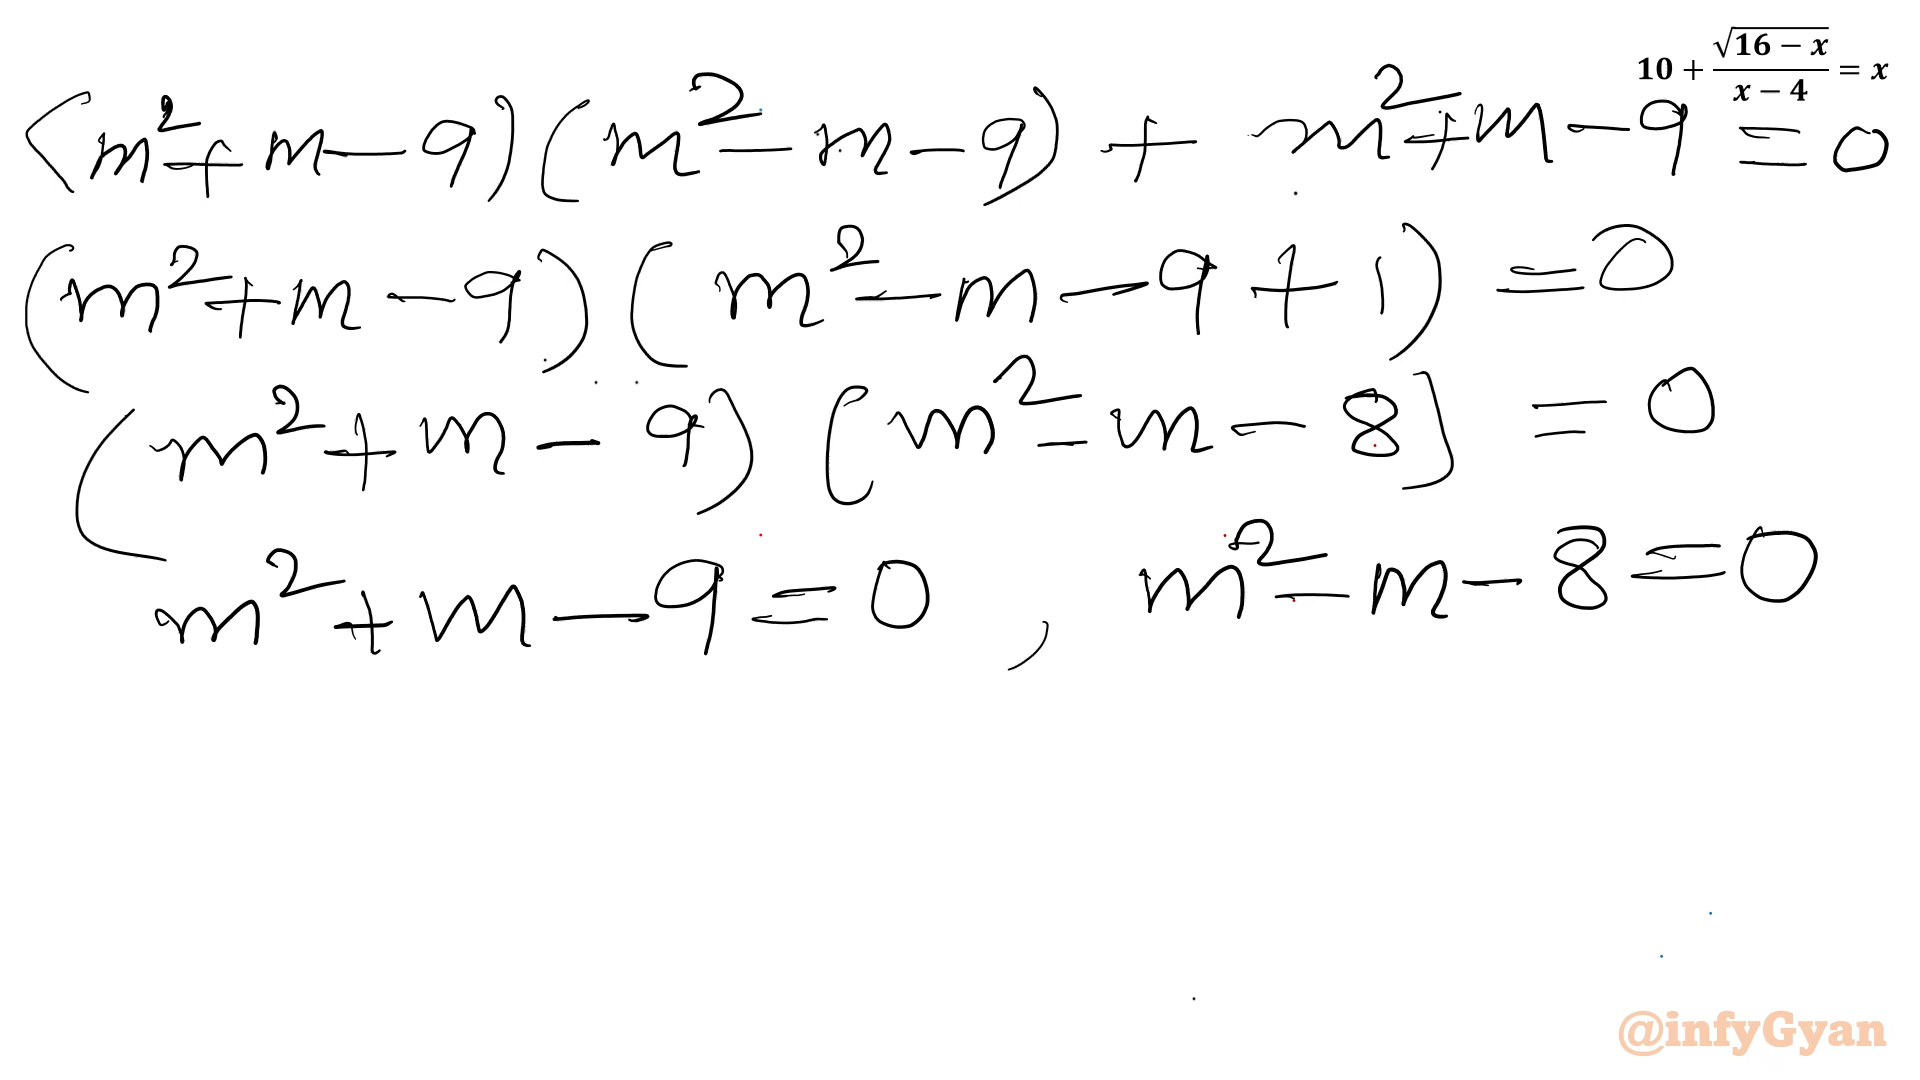 10 + √(16 − x) / (x − 4) = x
(m² + m − 9) (m² − m − 9) + m² + m − 9 = 0
(m² + m − 9) (m² − m − 9 + 1) = 0
(m² + m − 9) [m² − m − 8] = 0
m² + m − 9 = 0 , m² − m − 8 = 0
@infyGyan